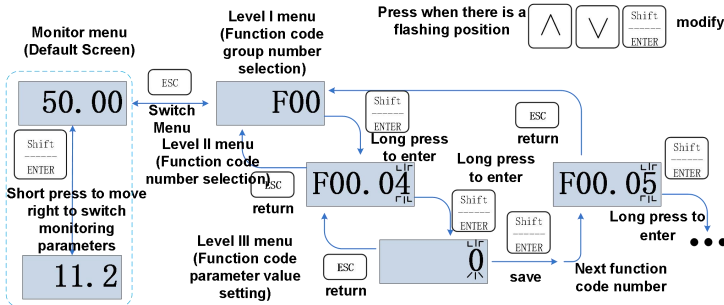 Monitor menu
(Default Screen)
Level I menu
(Function code
group number
selection)
Press when there is a
flashing position
Shift
ENTER
modify
50.00
ESC
Switch
Menu
F00
Shift
ENTER
Long press
to enter
ESC
return
Shift
ENTER
Short press to move
right to switch
monitoring
parameters
11.2
Level II menu
(Function code
number selection)
ESC
return
F00.04
Long press
to enter
Shift
ENTER
F00.05
Shift
ENTER
Long press to
enter
Level III menu
(Function code
parameter value
setting)
ESC
return
0
Shift
ENTER
save
Next function
code number